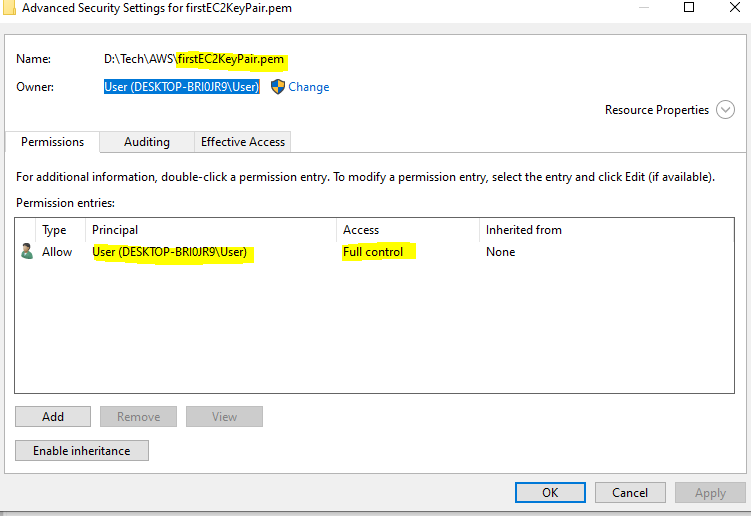 Advanced Security Settings for firstEC2KeyPair.pem
Name: D:\Tech\AWS\firstEC2KeyPair.pem
Owner: User (DESKTOP-BRI0JR9\User) Change
Resource Properties
Permissions Auditing Effective Access
For additional information, double-click a permission entry. To modify a permission entry, select the entry and click Edit (if available).
Permission entries:
Type Principal Access Inherited from
Allow User (DESKTOP-BRI0JR9\User) Full control None
Add Remove View
Enable inheritance
OK Cancel Apply